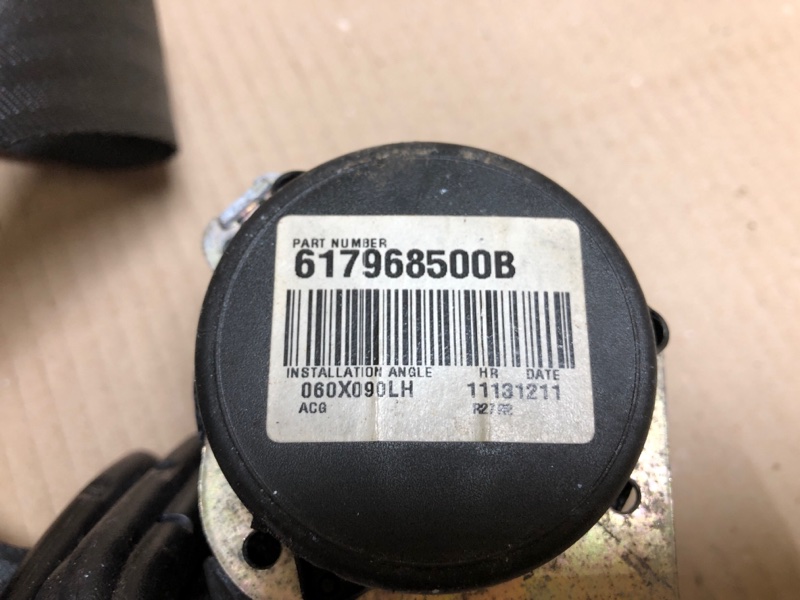 PART NUMBER
617968500B
INSTALLATION ANGLE HR DATE
060X090LH 11131211
ACG